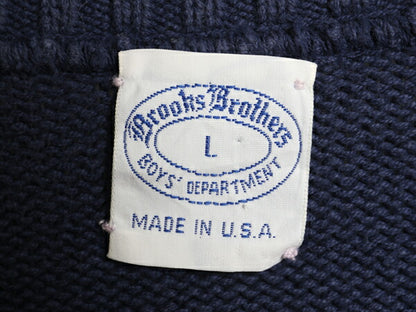 Brooks Brothers
L
BOYS' DEPARTMENT
MADE IN U.S.A.